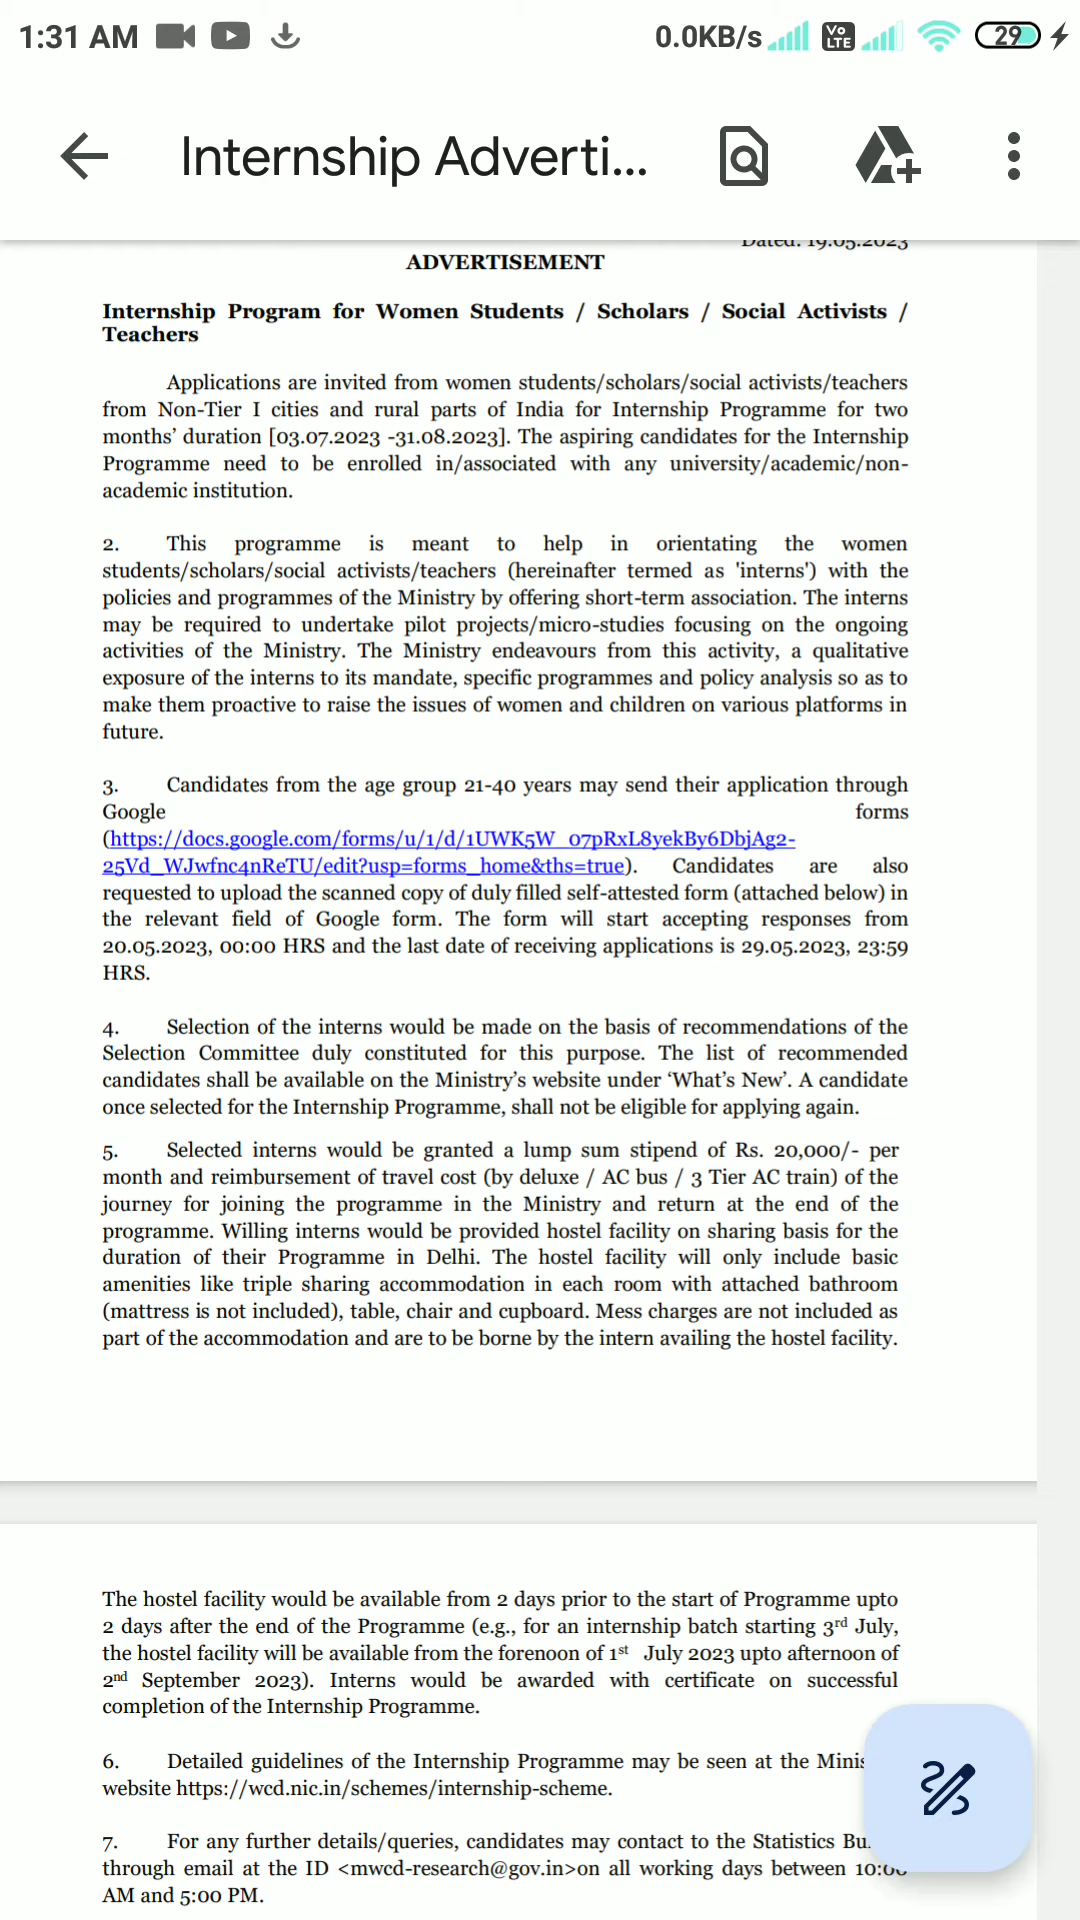 1:31 AM
0.0KB/s
Vo
LTE
29
Internship Adverti...
Dated: 19.05.2023
ADVERTISEMENT
Internship Program for Women Students / Scholars / Social Activists /
Teachers
Applications are invited from women students/scholars/social activists/teachers
from Non-Tier I cities and rural parts of India for Internship Programme for two
months’ duration [03.07.2023 -31.08.2023]. The aspiring candidates for the Internship
Programme need to be enrolled in/associated with any university/academic/non-
academic institution.
2. This programme is meant to help in orientating the women
students/scholars/social activists/teachers (hereinafter termed as 'interns') with the
policies and programmes of the Ministry by offering short-term association. The interns
may be required to undertake pilot projects/micro-studies focusing on the ongoing
activities of the Ministry. The Ministry endeavours from this activity, a qualitative
exposure of the interns to its mandate, specific programmes and policy analysis so as to
make them proactive to raise the issues of women and children on various platforms in
future.
3. Candidates from the age group 21-40 years may send their application through
Google forms
(https://docs.google.com/forms/u/1/d/1UWK5W_07pRxL8yekBy6DbjAg2-
25Vd_WJwfnc4nReTU/edit?usp=forms_home&ths=true). Candidates are also
requested to upload the scanned copy of duly filled self-attested form (attached below) in
the relevant field of Google form. The form will start accepting responses from
20.05.2023, 00:00 HRS and the last date of receiving applications is 29.05.2023, 23:59
HRS.
4. Selection of the interns would be made on the basis of recommendations of the
Selection Committee duly constituted for this purpose. The list of recommended
candidates shall be available on the Ministry’s website under ‘What’s New’. A candidate
once selected for the Internship Programme, shall not be eligible for applying again.
5. Selected interns would be granted a lump sum stipend of Rs. 20,000/- per
month and reimbursement of travel cost (by deluxe / AC bus / 3 Tier AC train) of the
journey for joining the programme in the Ministry and return at the end of the
programme. Willing interns would be provided hostel facility on sharing basis for the
duration of their Programme in Delhi. The hostel facility will only include basic
amenities like triple sharing accommodation in each room with attached bathroom
(mattress is not included), table, chair and cupboard. Mess charges are not included as
part of the accommodation and are to be borne by the intern availing the hostel facility.
The hostel facility would be available from 2 days prior to the start of Programme upto
2 days after the end of the Programme (e.g., for an internship batch starting 3rd July,
the hostel facility will be available from the forenoon of 1st July 2023 upto afternoon of
2nd September 2023). Interns would be awarded with certificate on successful
completion of the Internship Programme.
6. Detailed guidelines of the Internship Programme may be seen at the Minis
website https://wcd.nic.in/schemes/internship-scheme.
7. For any further details/queries, candidates may contact to the Statistics Bu
through email at the ID <mwcd-research@gov.in>on all working days between 10:00
AM and 5:00 PM.